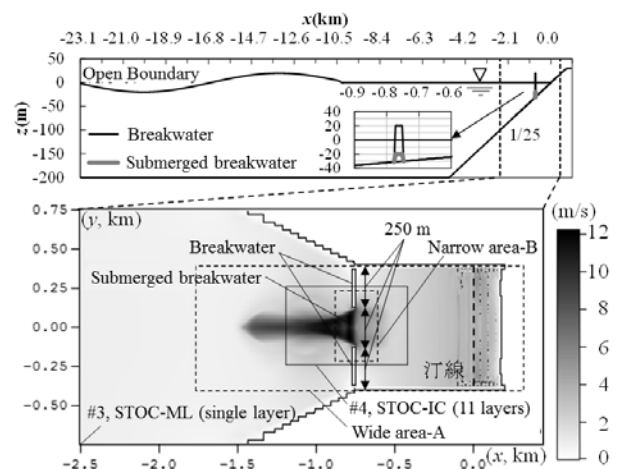 x(km)
-23.1 -21.0 -18.9 -16.8 -14.7 -12.6 -10.5 -8.4 -6.3 -4.2 -2.1 0.0
50
Open Boundary
0
-0.9 -0.8 -0.7 -0.6
z(m)
-50
40
Breakwater
20
0
1/25
-100
-20
Submerged breakwater
-40
-150
-200
0.75
(m/s)
(y, km)
250 m
12
0.50
Breakwater
Narrow area-B
Submerged breakwater
10
0.25
8
0.00
6
-0.25
汀線
4
#3, STOC-ML (single layer)
#4, STOC-IC (11 layers)
2
-0.50
Wide area-A
(x, km)
0
-2.5 -2.0 -1.5 -1.0 -0.5 0.0